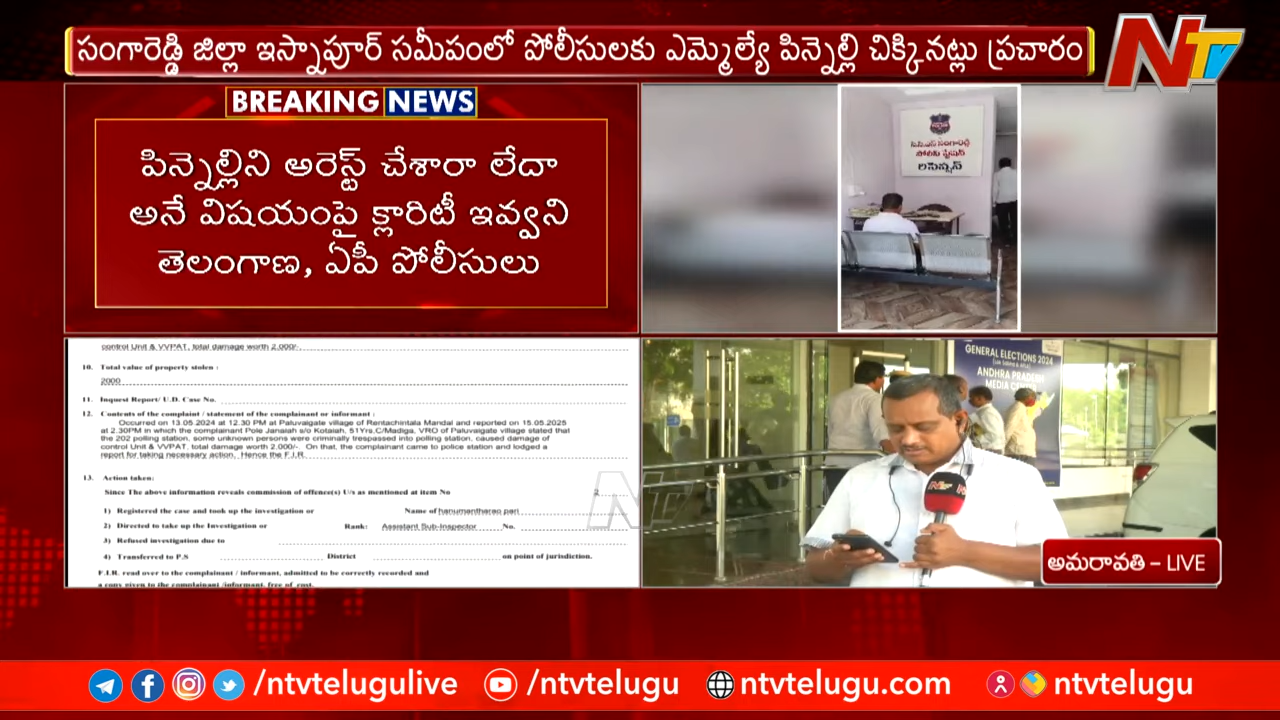 సంగారెడ్డి జిల్లా ఇస్నాపూర్ సమీపంలో పోలీసులకు ఎమ్మెల్యే పిన్నెల్లి చిక్కినట్లు ప్రచారం
NTV
BREAKING NEWS
పిన్నెల్లిని అరెస్ట్ చేశారా లేదా
అనే విషయంపై క్లారిటీ ఇవ్వని
తెలంగాణ, ఏపీ పోలీసులు
సి.సి.ఎస్ సంగారెడ్డి
పోలీస్ స్టేషన్
రిసెప్షన్
control Unit & VVPAT, total damage worth 2,000/-.
10. Total value of property stolen :
2000
11. Inquest Report/ U.D. Case No.
12. Contents of the complaint / statement of the complainant or informant :
Occurred on 13.05.2024 at 12.30 PM at Paluvaigate village of Rentachintala Mandal and reported on 15.05.2025
at 2.30PM in which the complainant Pole Janaiah s/o Kotaiah, 51Yrs,C/Madiga, VRO of Paluvaigate village stated that
the 202 polling station, some unknown persons were criminally trespassed into polling station, caused damage of
control Unit & VVPAT, total damage worth 2,000/-. On that, the complainant came to police station and lodged a
report for taking necessary action. Hence the F.I.R.
13. Action taken:
Since The above information reveals commission of offence(s) U/s as mentioned at item No 2
1) Registered the case and took up the investigation or Name of hanumantharao pari
2) Directed to take up the Investigation or Rank: Assistant Sub-Inspector No.
3) Refused investigation due to
4) Transferred to P.S District on point of jurisdiction.
F.I.R. read over to the complainant / informant, admitted to be correctly recorded and
a copy given to the complainant /informant, free of cost.
GENERAL ELECTIONS 2024
ANDHRA PRADESH
MEDIA CENTER
NTV
అమరావతి – LIVE
/ntvtelugulive /ntvtelugu ntvtelugu.com ntvtelugu